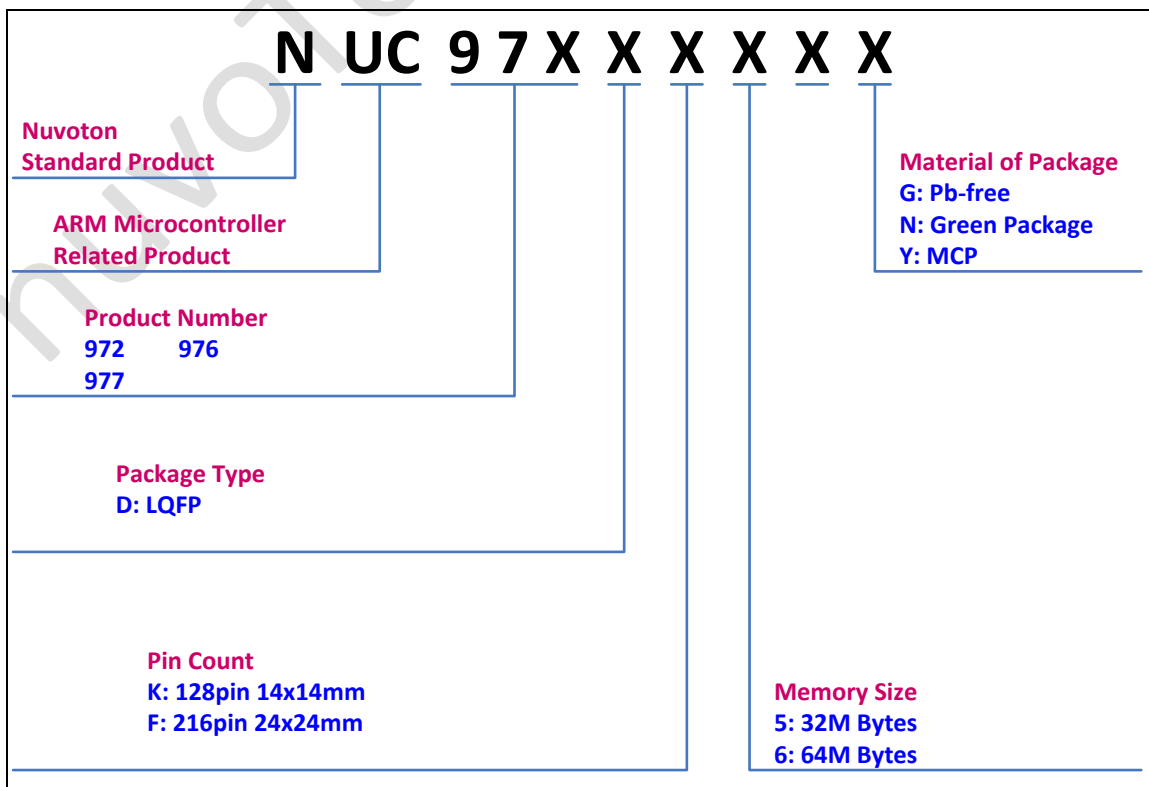 N UC 9 7 X X X X X X
Nuvoton
Standard Product
ARM Microcontroller
Related Product
Product Number
972 976
977
Package Type
D: LQFP
Pin Count
K: 128pin 14x14mm
F: 216pin 24x24mm
Material of Package
G: Pb-free
N: Green Package
Y: MCP
Memory Size
5: 32M Bytes
6: 64M Bytes